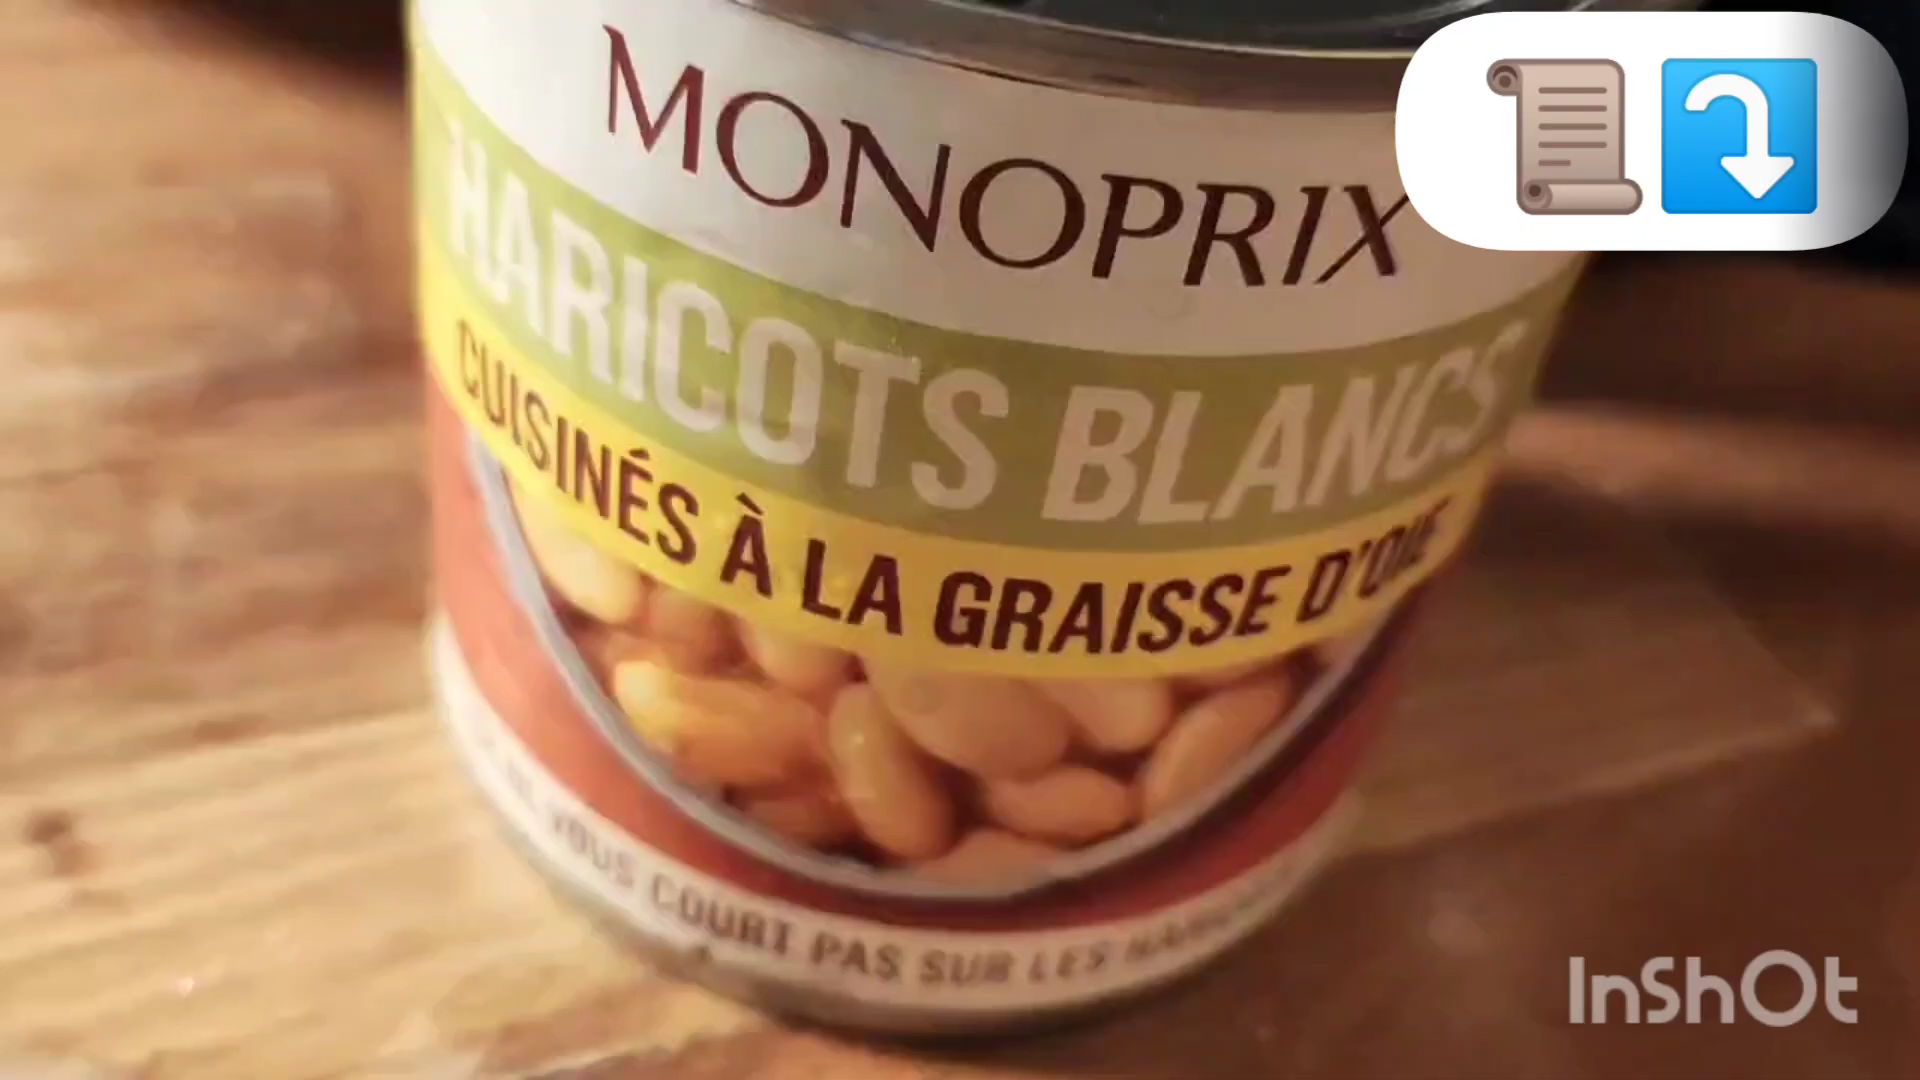 MONOPRIX
HARICOTS BLANCS
CUISINÉS À LA GRAISSE D'OIE
VOUS COURT PAS SUR LES
InShOt